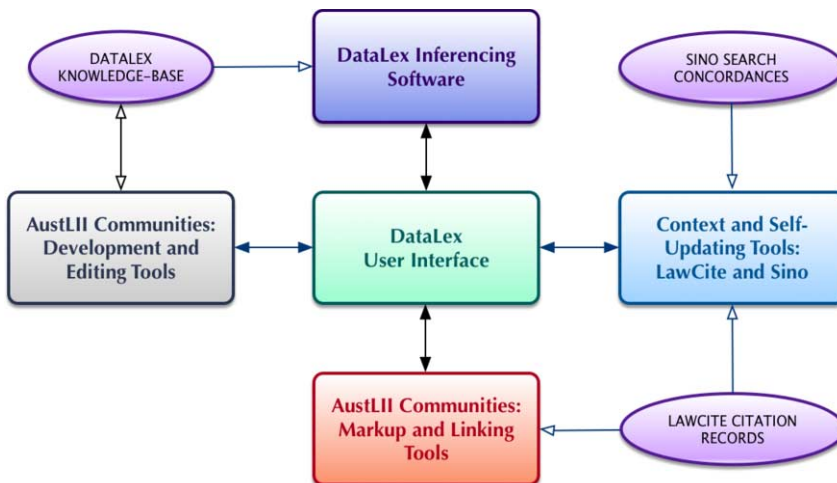 DATALEX
KNOWLEDGE-BASE
DataLex Inferencing
Software
SINO SEARCH
CONCORDANCES
AustLII Communities:
Development and
Editing Tools
DataLex
User Interface
Context and Self-
Updating Tools:
LawCite and Sino
AustLII Communities:
Markup and Linking
Tools
LAWCITE CITATION
RECORDS